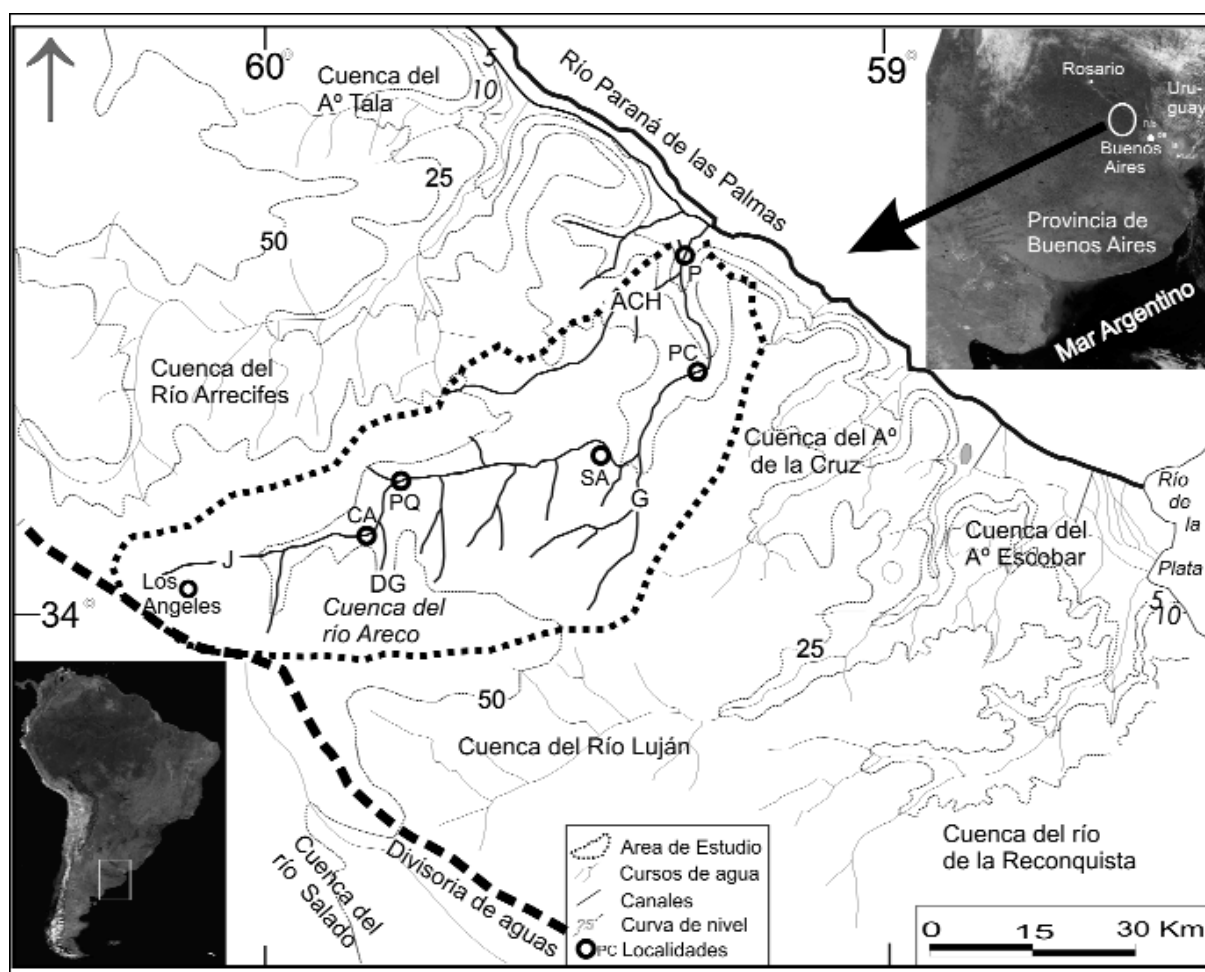 60°
59°
Cuenca del
Aº Tala
5
10
Río Paraná de las Palmas
Rosario
Uru-
guay
Buenos
Aires
Provincia de
Buenos Aires
Mar Argentino
25
50
P
ACH
PC
Cuenca del
Río Arrecifes
Cuenca del Aº
de la Cruz
SA
PQ
G
CA
J
DG
Los
Angeles
Cuenca del
río Areco
Cuenca del
Aº Escobar
Río
de
la
Plata
5
10
34°
25
50
Cuenca del Río Luján
Cuenca del río
de la Reconquista
Cuenca del
río Salado
Divisoria de aguas
Area de Estudio
Cursos de agua
Canales
25 Curva de nivel
PC Localidades
0 15 30 Km